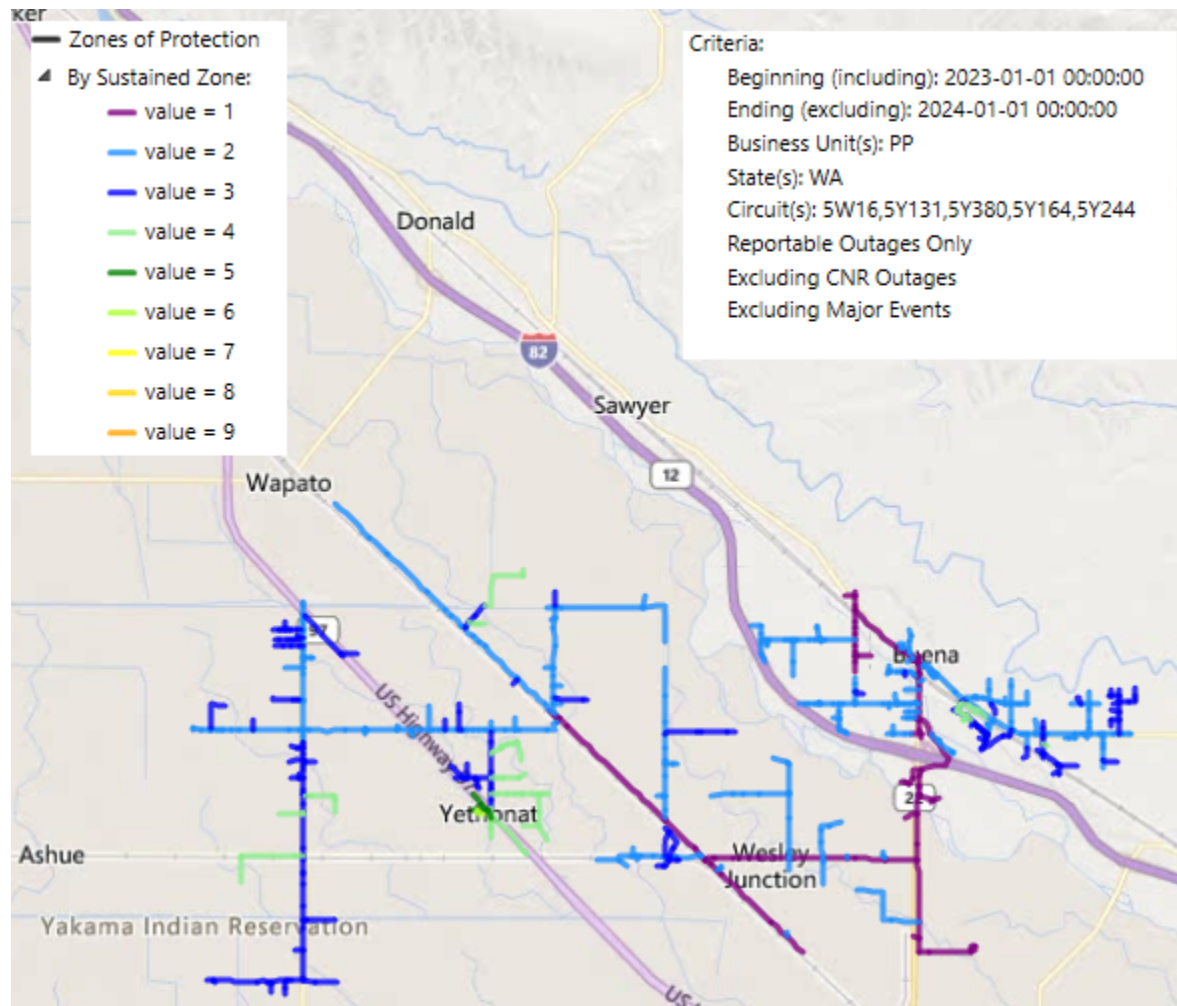 ker
Zones of Protection
By Sustained Zone:
value = 1
value = 2
value = 3
value = 4
value = 5
value = 6
value = 7
value = 8
value = 9
Criteria:
Beginning (including): 2023-01-01 00:00:00
Ending (excluding): 2024-01-01 00:00:00
Business Unit(s): PP
State(s): WA
Circuit(s): 5W16,5Y131,5Y380,5Y164,5Y244
Reportable Outages Only
Excluding CNR Outages
Excluding Major Events
Donald
82
Sawyer
12
Wapato
97
Buena
US Highway
22
Yethonat
Ashue
Wesley
Junction
Yakama Indian Reservation
US